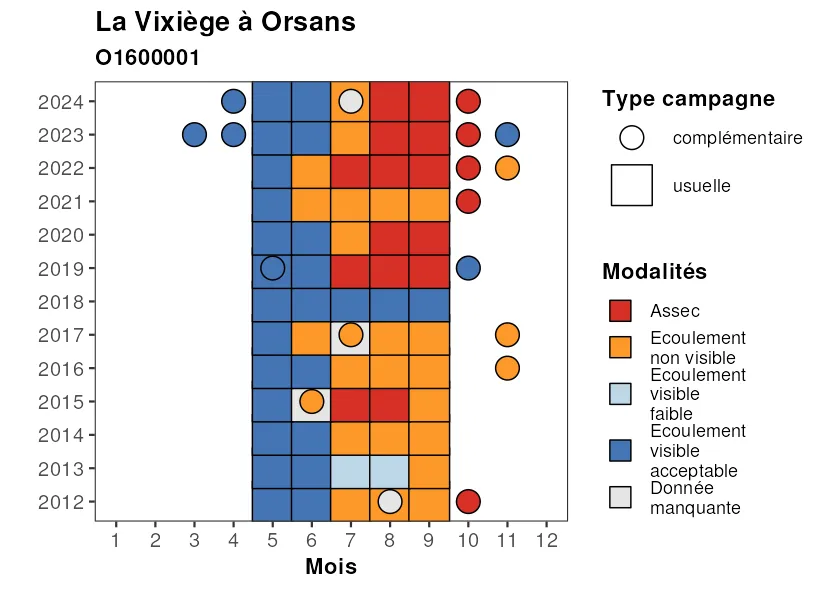 La Vixiège à Orsans
O1600001
2024
2023
2022
2021
2020
2019
2018
2017
2016
2015
2014
2013
2012
1 2 3 4 5 6 7 8 9 10 11 12
Mois
Type campagne
complémentaire
usuelle
Modalités
Assec
Ecoulement
non visible
Ecoulement
visible
faible
Ecoulement
visible
acceptable
Donnée
manquante